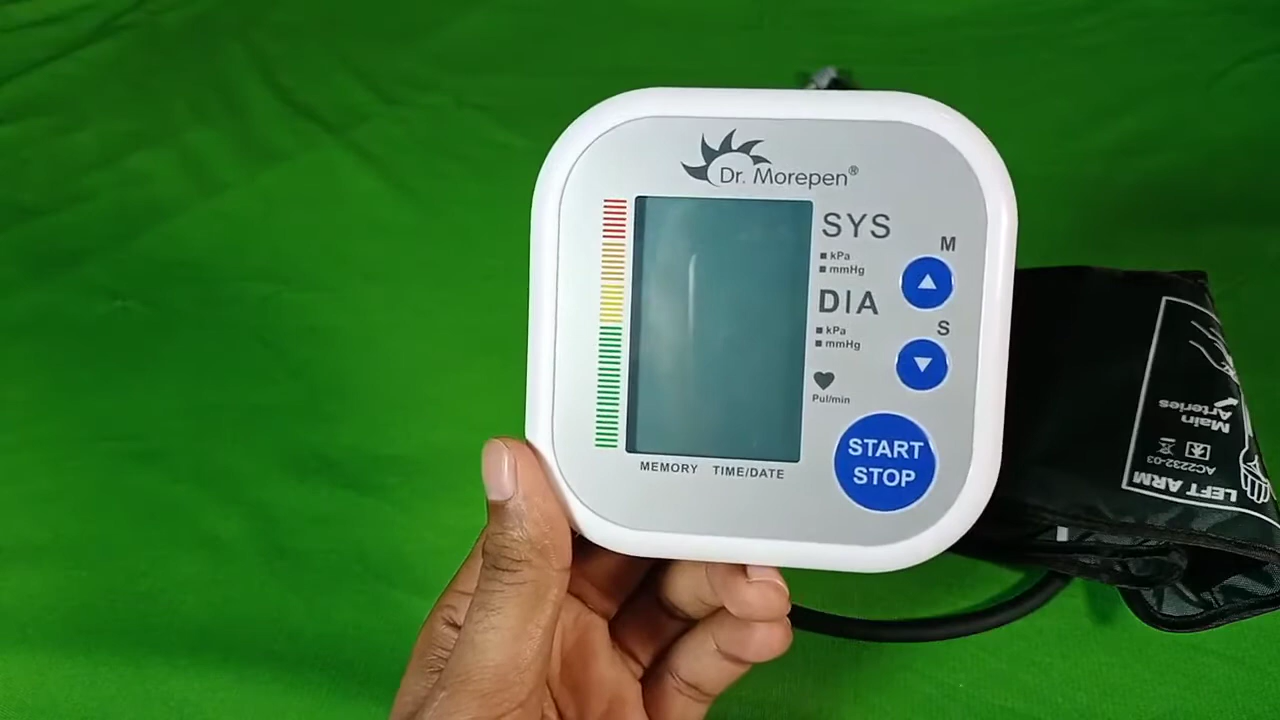 Dr. Morepen®
SYS
■ kPa
■ mmHg
M
DIA
■ kPa
■ mmHg
S
Pul/min
START
STOP
MEMORY TIME/DATE
LEFT ARM
AC2232-03
Main
Arteries